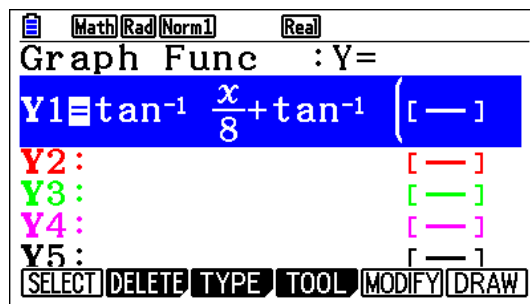 Math Rad Norm1 Real
Graph Func :Y=
Y1=tan⁻¹ x/8+tan⁻¹ ( [—]
Y2: [—]
Y3: [—]
Y4: [—]
Y5: [—]
SELECT DELETE TYPE TOOL MODIFY DRAW